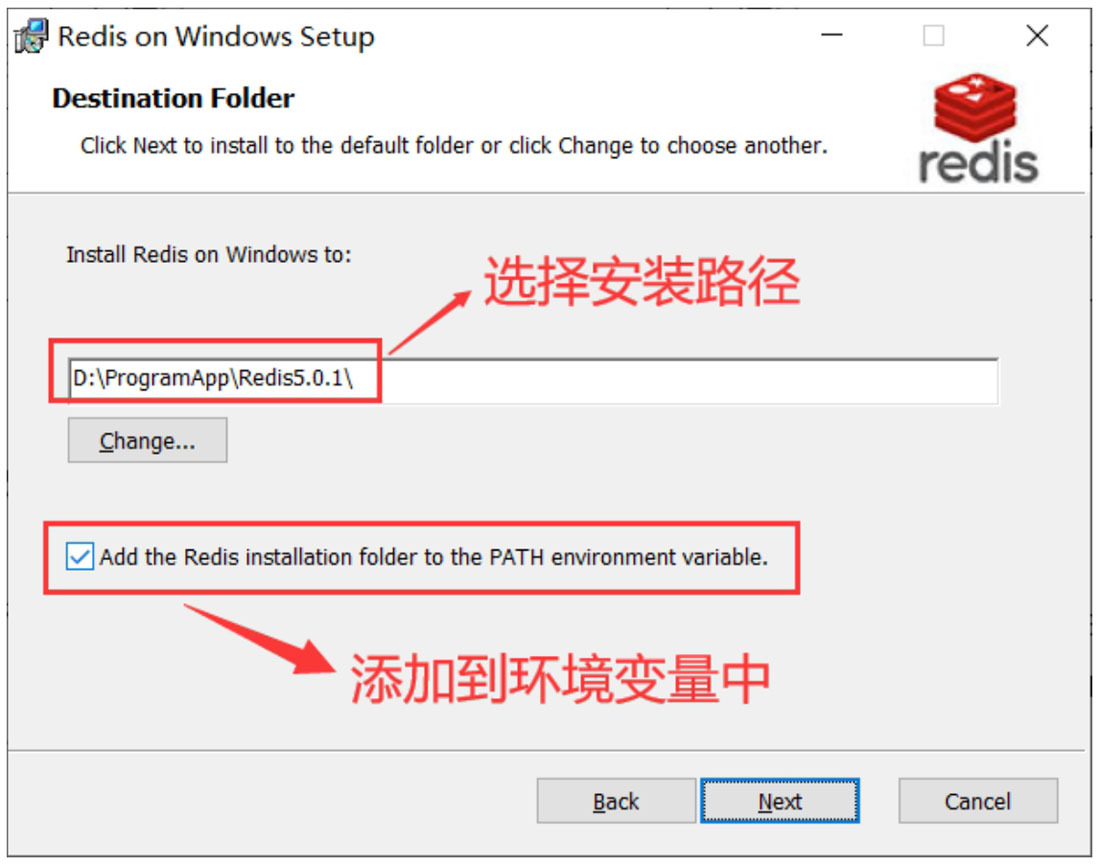 Redis on Windows Setup
Destination Folder
Click Next to install to the default folder or click Change to choose another.
redis
Install Redis on Windows to:
选择安装路径
D:\ProgramApp\Redis5.0.1\
Change...
Add the Redis installation folder to the PATH environment variable.
添加到环境变量中
Back
Next
Cancel